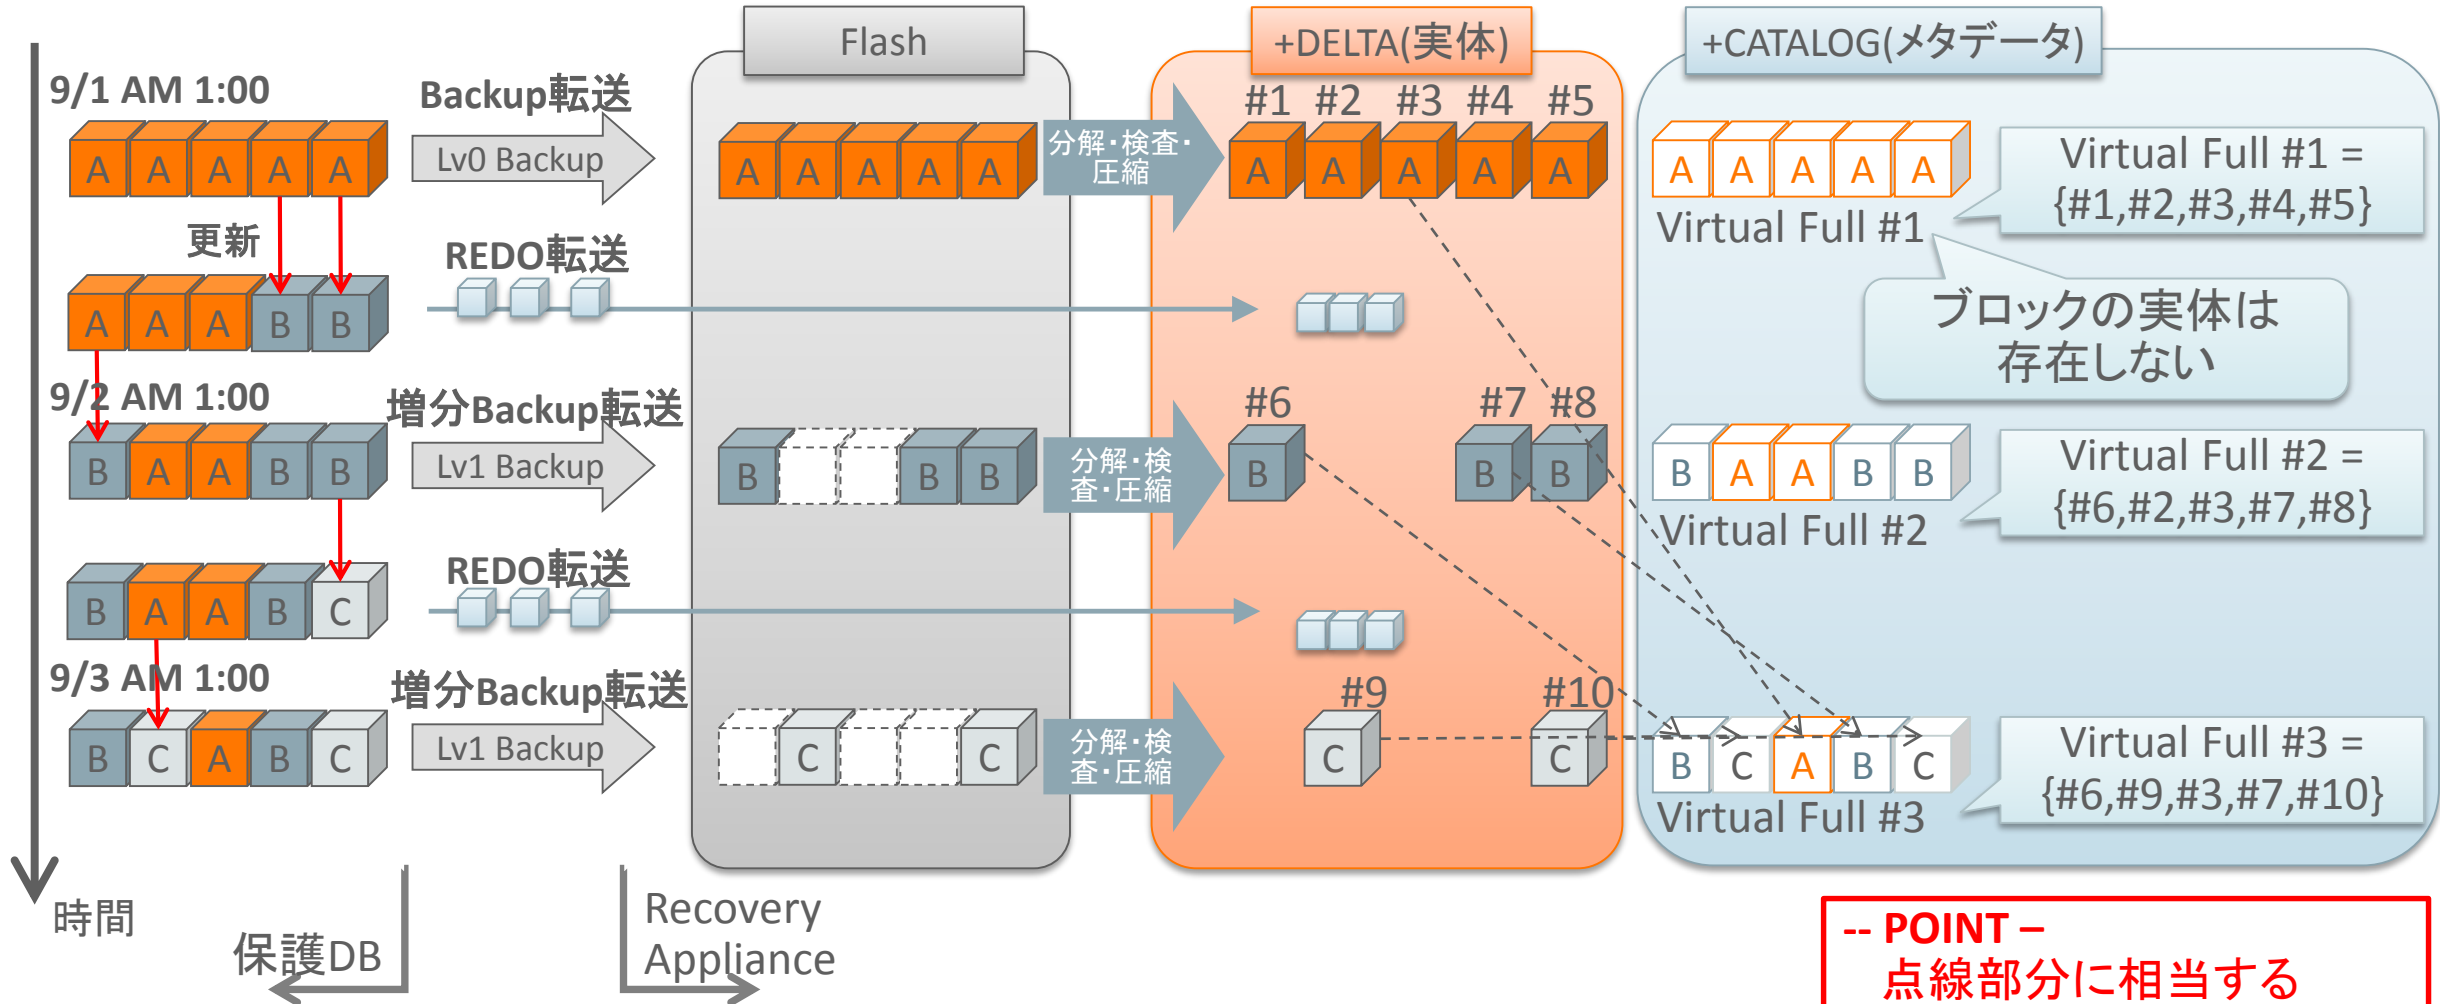 Flash
+DELTA(実体)
+CATALOG(メタデータ)
9/1 AM 1:00
Backup転送
#1 #2 #3 #4 #5
A A A A A
Lv0 Backup
A A A A A
分解・検査・
圧縮
A A A A A
A A A A A
Virtual Full #1
Virtual Full #1 =
{#1,#2,#3,#4,#5}
更新
REDO転送
A A A B B
ブロックの実体は
存在しない
9/2 AM 1:00
増分Backup転送
#6 #7 #8
B A A B B
Lv1 Backup
B B B
分解・検
査・圧縮
B B B
B A A B B
Virtual Full #2
Virtual Full #2 =
{#6,#2,#3,#7,#8}
REDO転送
B A A B C
9/3 AM 1:00
増分Backup転送
#9 #10
B C A B C
Lv1 Backup
C C
分解・検
査・圧縮
C C
B C A B C
Virtual Full #3
Virtual Full #3 =
{#6,#9,#3,#7,#10}
時間
保護DB
Recovery
Appliance
-- POINT –
点線部分に相当する